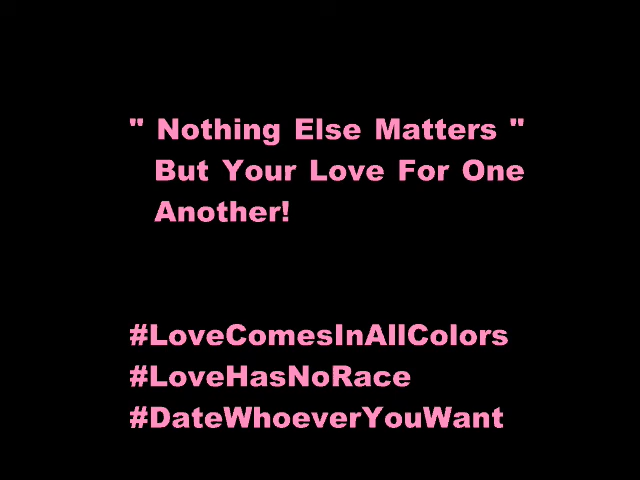 " Nothing Else Matters "
But Your Love For One
Another!
#LoveComesInAllColors
#LoveHasNoRace
#DateWhoeverYouWant